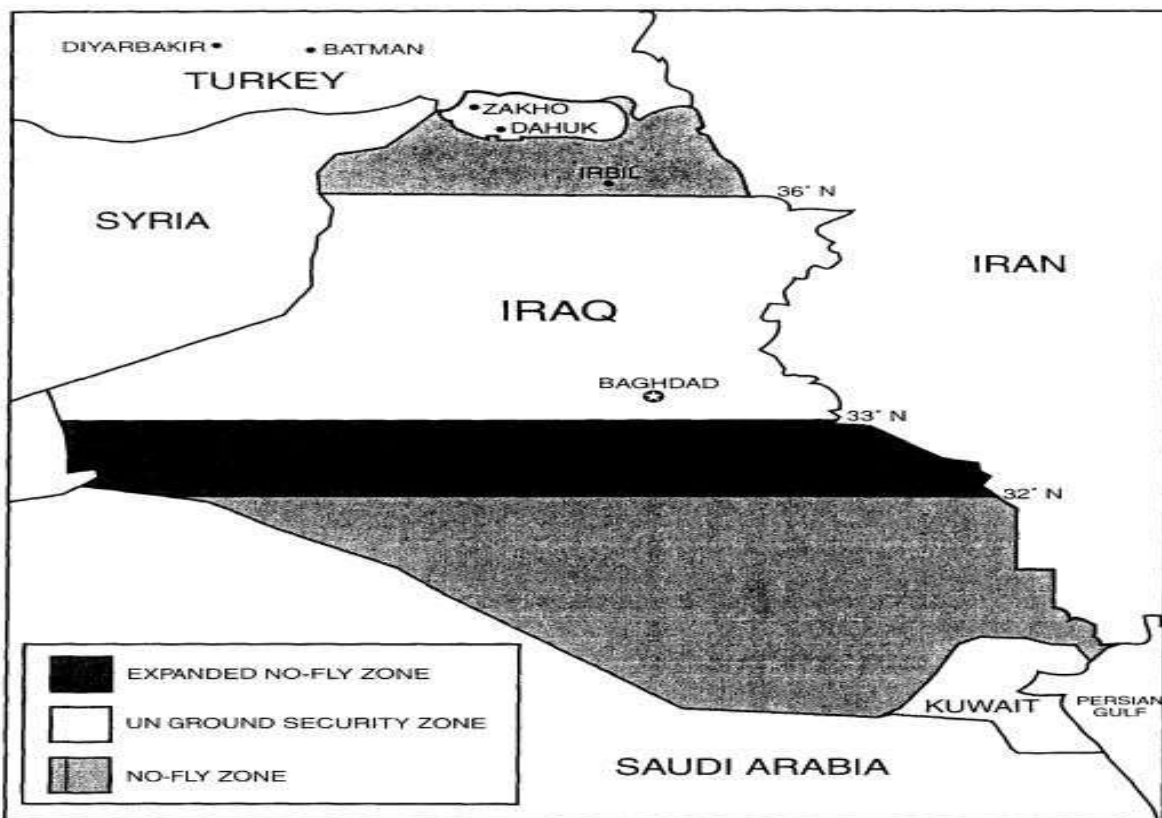 DIYARBAKIR
BATMAN
TURKEY
ZAKHO
DAHUK
IRBIL
36° N
SYRIA
IRAN
IRAQ
BAGHDAD
33° N
32° N
EXPANDED NO-FLY ZONE
UN GROUND SECURITY ZONE
NO-FLY ZONE
KUWAIT
PERSIAN
GULF
SAUDI ARABIA